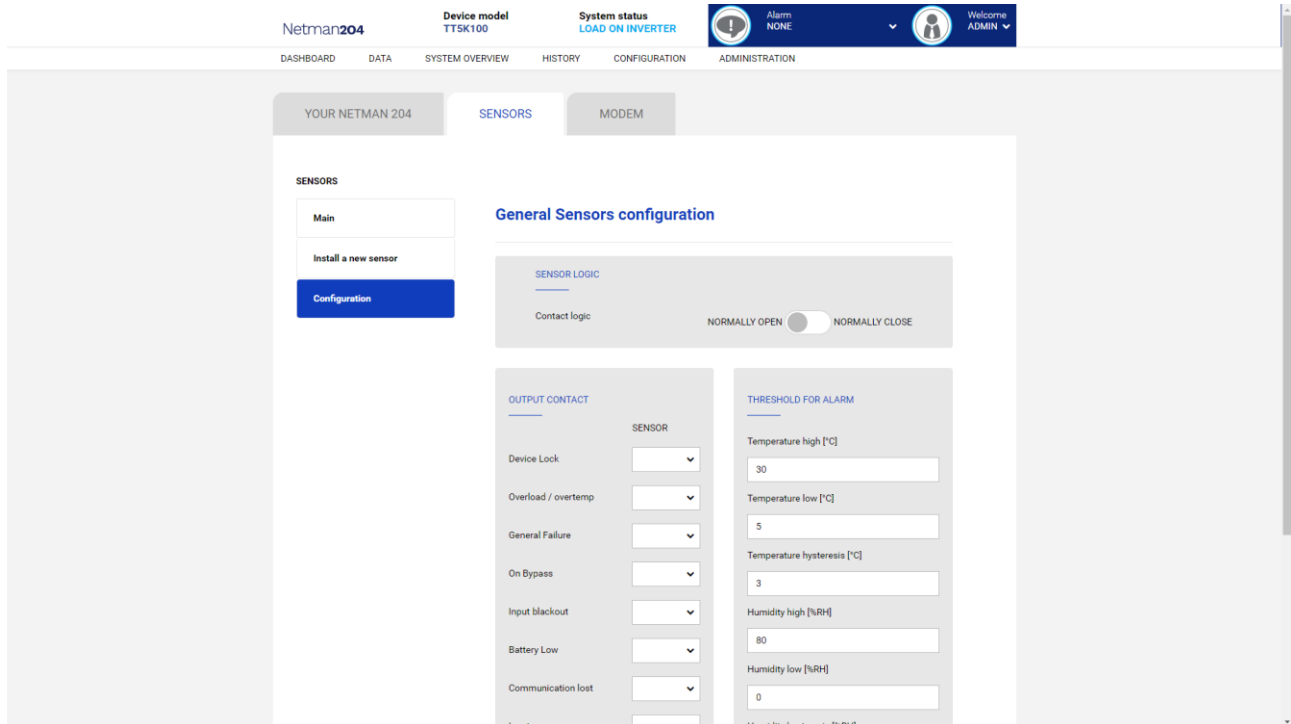 Netman204
Device model
TT5K100
System status
LOAD ON INVERTER
Alarm
NONE
Welcome
ADMIN
DASHBOARD DATA SYSTEM OVERVIEW HISTORY CONFIGURATION ADMINISTRATION
YOUR NETMAN 204 SENSORS MODEM
SENSORS
Main
Install a new sensor
Configuration
General Sensors configuration
SENSOR LOGIC
Contact logic NORMALLY OPEN NORMALLY CLOSE
OUTPUT CONTACT
SENSOR
Device Lock
Overload / overtemp
General Failure
On Bypass
Input blackout
Battery Low
Communication lost
THRESHOLD FOR ALARM
Temperature high [°C]
30
Temperature low [°C]
5
Temperature hysteresis [°C]
3
Humidity high [%RH]
80
Humidity low [%RH]
0